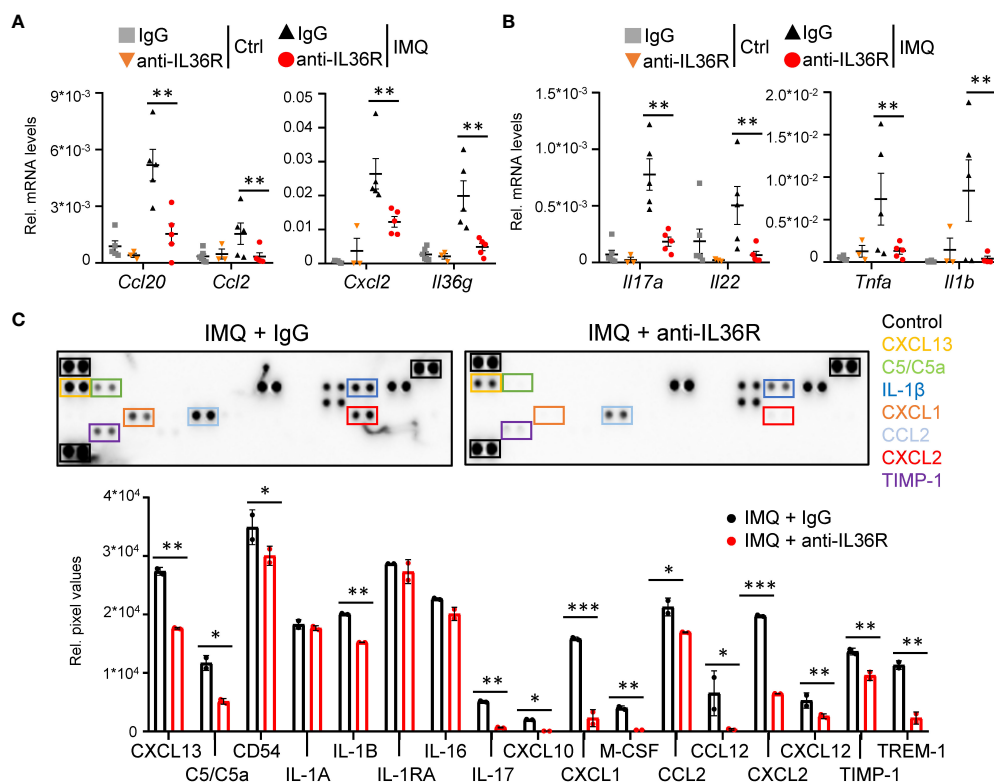 A
IgG
anti-IL36R
Ctrl
IgG
anti-IL36R
IMQ
Rel. mRNA levels
9*10⁻³
6*10⁻³
3*10⁻³
0
**
**
Ccl20
Ccl2
0.05
0.04
0.03
0.02
0.01
0
**
**
Cxcl2
Il36g
B
IgG
anti-IL36R
Ctrl
IgG
anti-IL36R
IMQ
Rel. mRNA levels
1.5*10⁻³
1.0*10⁻³
0.5*10⁻³
0
**
**
Il17a
Il22
2.0*10⁻²
1.5*10⁻²
1.0*10⁻²
0.5*10⁻²
0
**
**
Tnfa
Il1b
C
IMQ + IgG
IMQ + anti-IL36R
Control
CXCL13
C5/C5a
IL-1β
CXCL1
CCL2
CXCL2
TIMP-1
Rel. pixel values
4*10⁴
3*10⁴
2*10⁴
1*10⁴
0
IMQ + IgG
IMQ + anti-IL36R
** * * ** ** * *** ** * * *** ** ** **
CXCL13 CD54 IL-1B IL-16 CXCL10 M-CSF CCL12 CXCL12 TREM-1
C5/C5a IL-1A IL-1RA IL-17 CXCL1 CCL2 CXCL2 TIMP-1